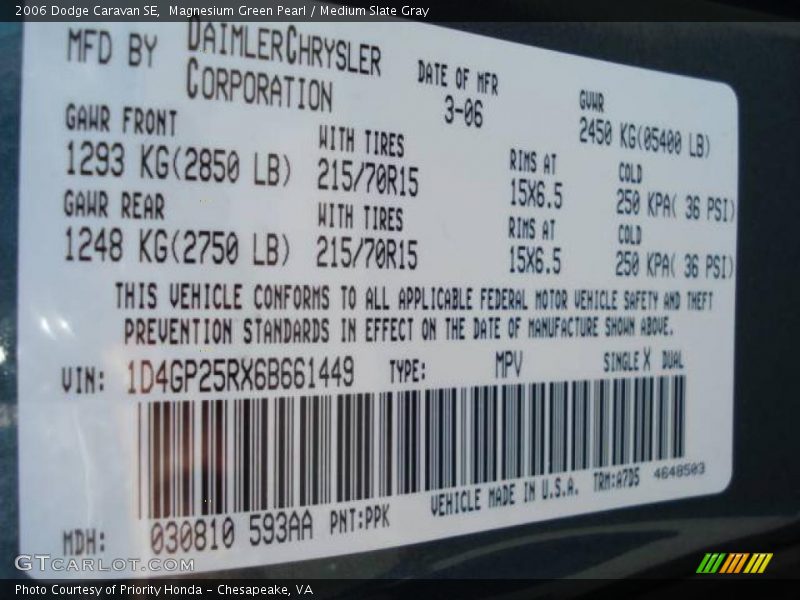 2006 Dodge Caravan SE, Magnesium Green Pearl / Medium Slate Gray
MFD BY DAIMLERCHRYSLER CORPORATION
DATE OF MFR 3-06
GVWR 2450 KG(05400 LB)
GAWR FRONT WITH TIRES RIMS AT COLD
1293 KG(2850 LB) 215/70R15 15X6.5 250 KPA( 36 PSI)
GAWR REAR WITH TIRES RIMS AT COLD
1248 KG(2750 LB) 215/70R15 15X6.5 250 KPA( 36 PSI)
THIS VEHICLE CONFORMS TO ALL APPLICABLE FEDERAL MOTOR VEHICLE SAFETY AND THEFT
PREVENTION STANDARDS IN EFFECT ON THE DATE OF MANUFACTURE SHOWN ABOVE.
VIN: 1D4GP25RX6B661449 TYPE: MPV SINGLE X DUAL
MDH: 030810 593AA PNT:PPK VEHICLE MADE IN U.S.A. TRM:A7D5 4648503
GTCARLOT.COM
Photo Courtesy of Priority Honda - Chesapeake, VA